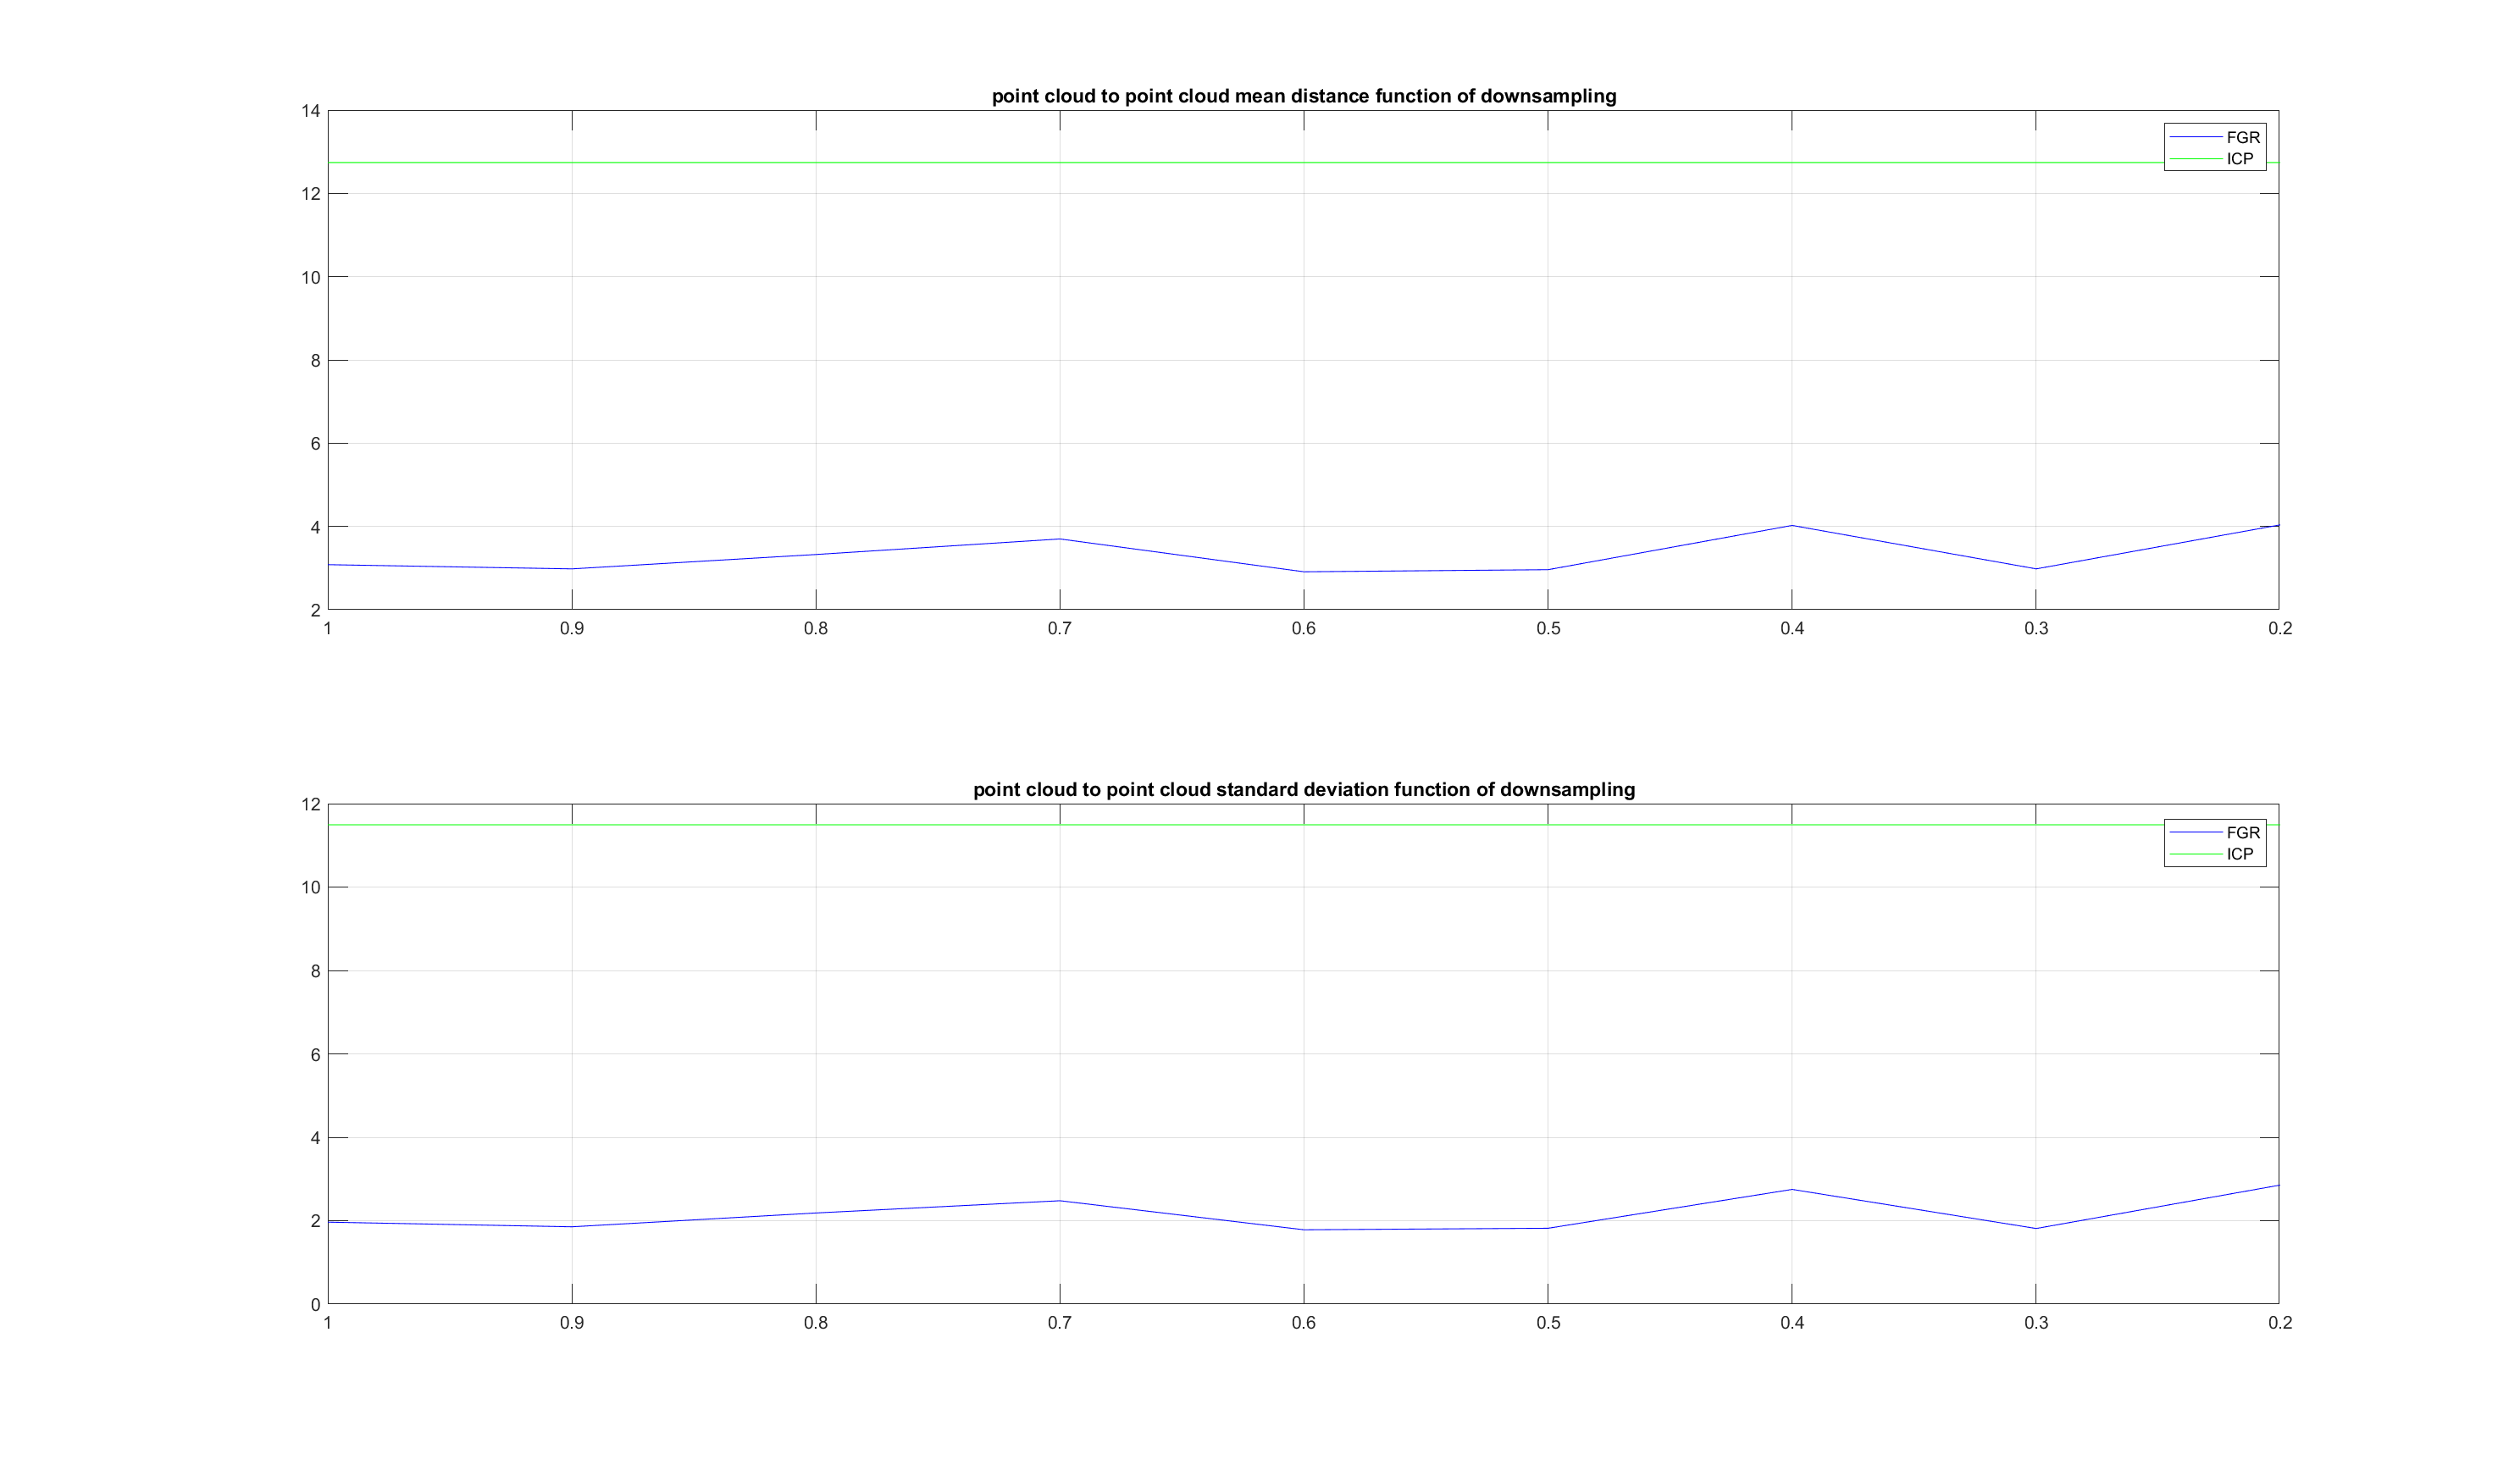 point cloud to point cloud mean distance function of downsampling
14
12
10
8
6
4
2
FGR
ICP
1 0.9 0.8 0.7 0.6 0.5 0.4 0.3 0.2
point cloud to point cloud standard deviation function of downsampling
12
10
8
6
4
2
0
FGR
ICP
1 0.9 0.8 0.7 0.6 0.5 0.4 0.3 0.2